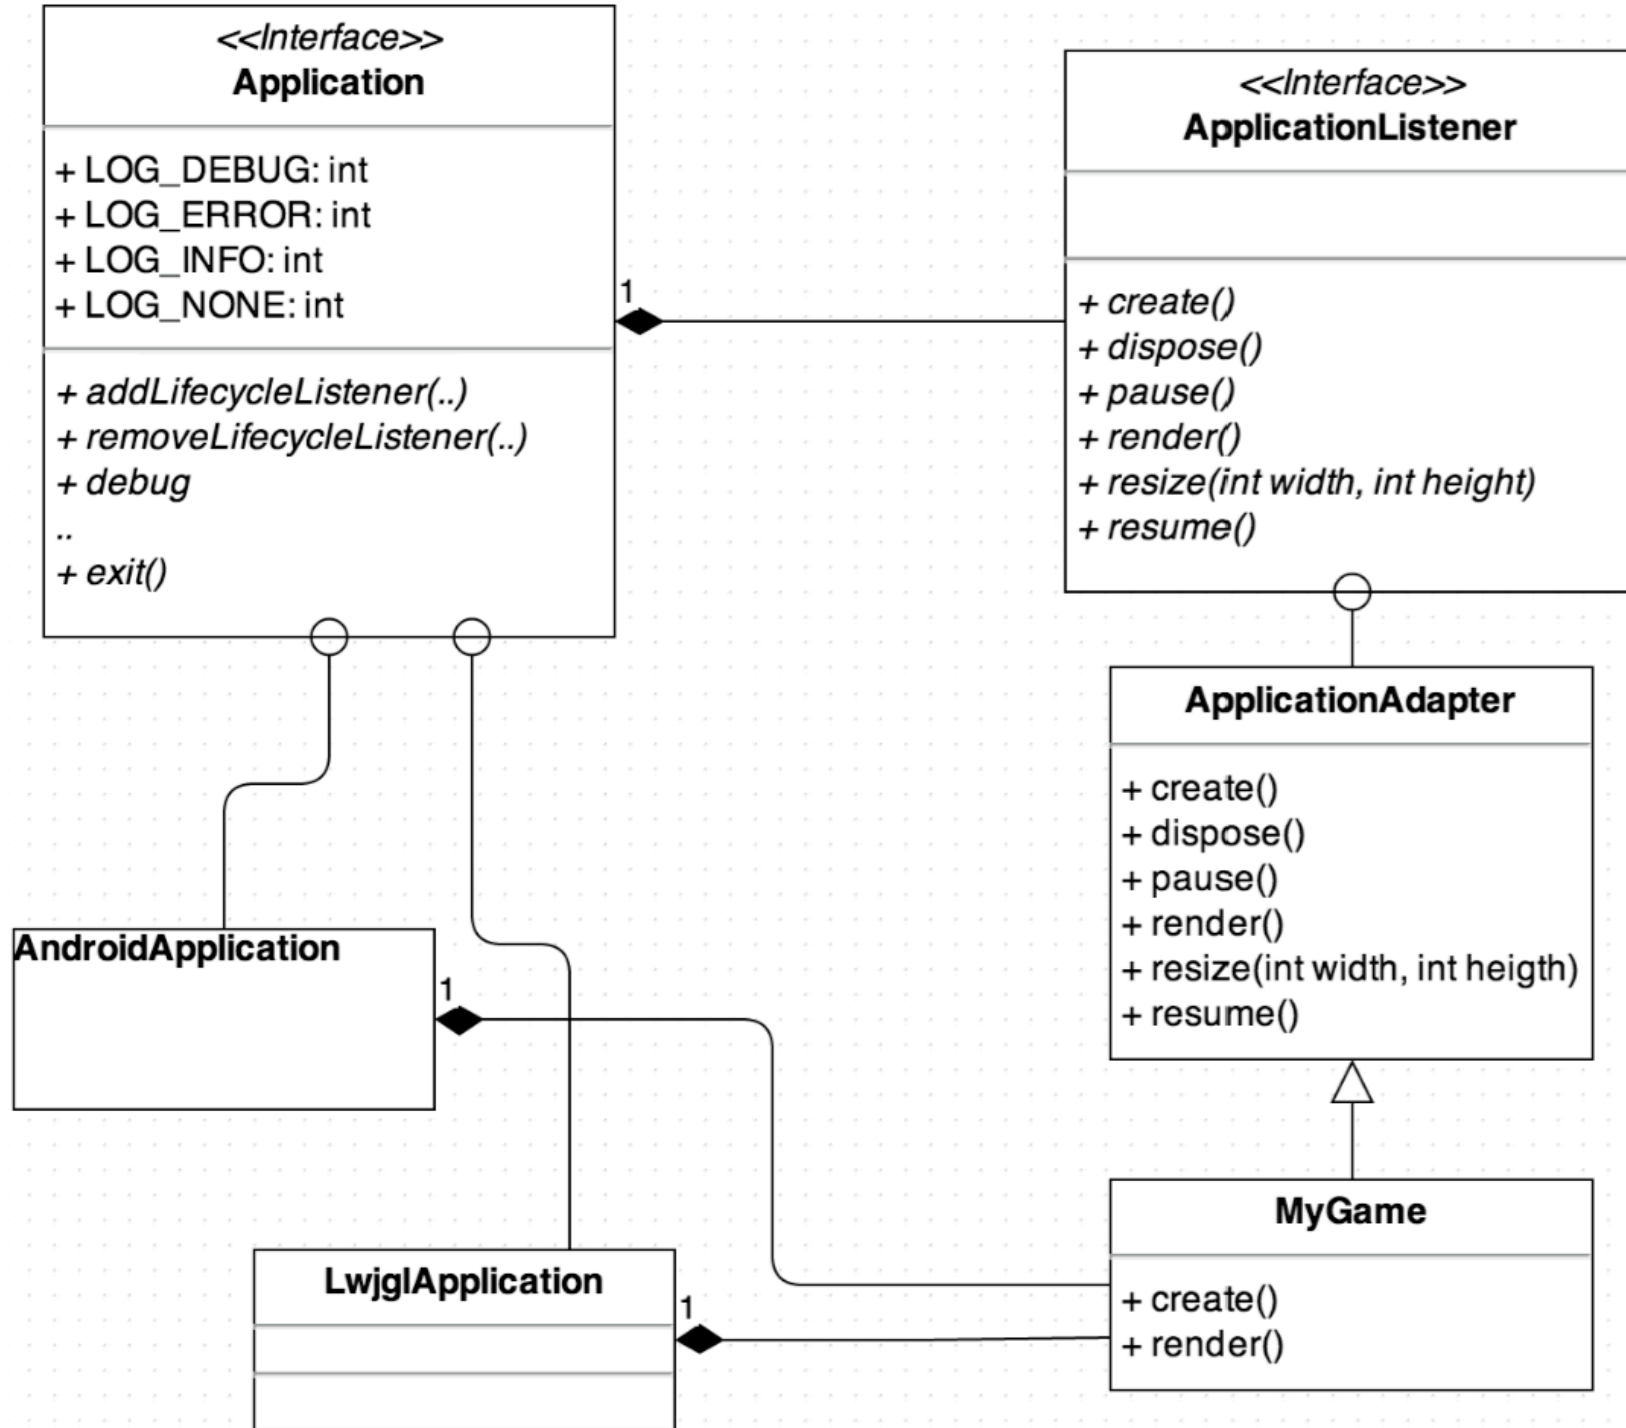 <<Interface>>
Application
+ LOG_DEBUG: int
+ LOG_ERROR: int
+ LOG_INFO: int
+ LOG_NONE: int
+ addLifecycleListener(..)
+ removeLifecycleListener(..)
+ debug
..
+ exit()
1
<<Interface>>
ApplicationListener
+ create()
+ dispose()
+ pause()
+ render()
+ resize(int width, int height)
+ resume()
ApplicationAdapter
+ create()
+ dispose()
+ pause()
+ render()
+ resize(int width, int heigth)
+ resume()
AndroidApplication
1
LwjglApplication
1
MyGame
+ create()
+ render()